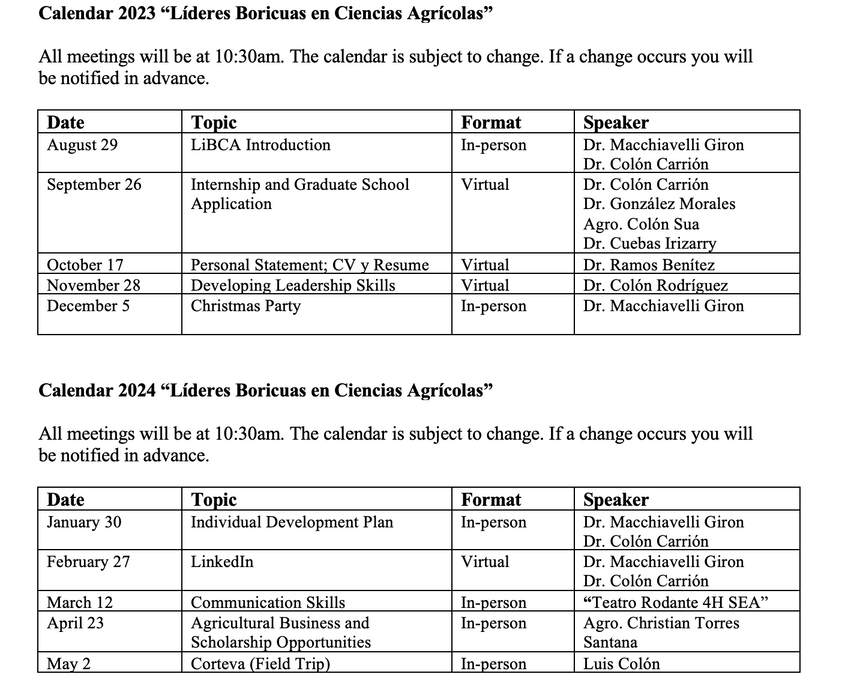 Calendar 2023 “Líderes Boricuas en Ciencias Agrícolas”
All meetings will be at 10:30am. The calendar is subject to change. If a change occurs you will
be notified in advance.
Date Topic Format Speaker
August 29 LiBCA Introduction In-person Dr. Macchiavelli Giron
Dr. Colón Carrión
September 26 Internship and Graduate School Virtual Dr. Colón Carrión
Application Dr. González Morales
Agro. Colón Sua
Dr. Cuebas Irizarry
October 17 Personal Statement; CV y Resume Virtual Dr. Ramos Benítez
November 28 Developing Leadership Skills Virtual Dr. Colón Rodríguez
December 5 Christmas Party In-person Dr. Macchiavelli Giron
Calendar 2024 “Líderes Boricuas en Ciencias Agrícolas”
All meetings will be at 10:30am. The calendar is subject to change. If a change occurs you will
be notified in advance.
Date Topic Format Speaker
January 30 Individual Development Plan In-person Dr. Macchiavelli Giron
Dr. Colón Carrión
February 27 LinkedIn Virtual Dr. Macchiavelli Giron
Dr. Colón Carrión
March 12 Communication Skills In-person “Teatro Rodante 4H SEA”
April 23 Agricultural Business and In-person Agro. Christian Torres
Scholarship Opportunities Santana
May 2 Corteva (Field Trip) In-person Luis Colón